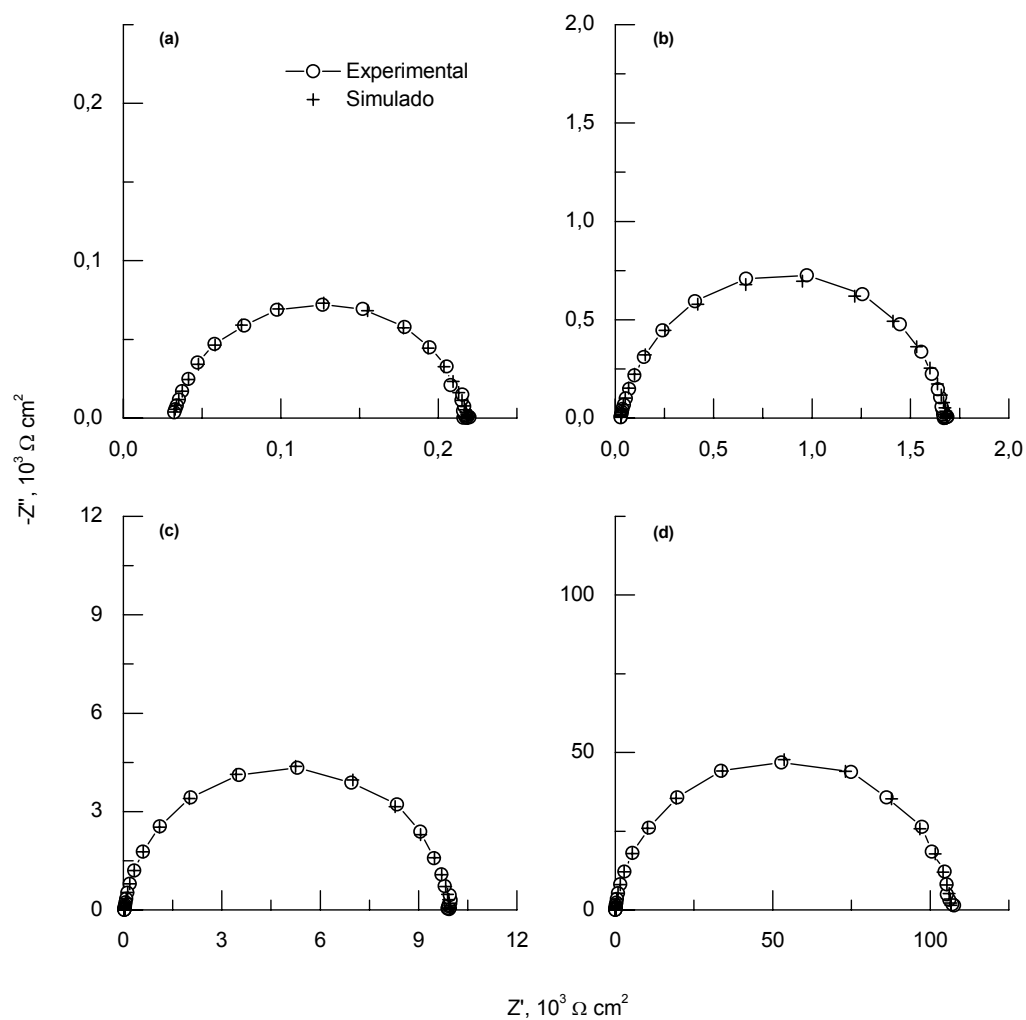 (a)
Experimental
Simulado
0,2
0,1
0,0
0,0 0,1 0,2
(b)
2,0
1,5
1,0
0,5
0,0
0,0 0,5 1,0 1,5 2,0
-Z'', 10³ Ω cm²
(c)
12
9
6
3
0
0 3 6 9 12
(d)
100
50
0
0 50 100
Z', 10³ Ω cm²